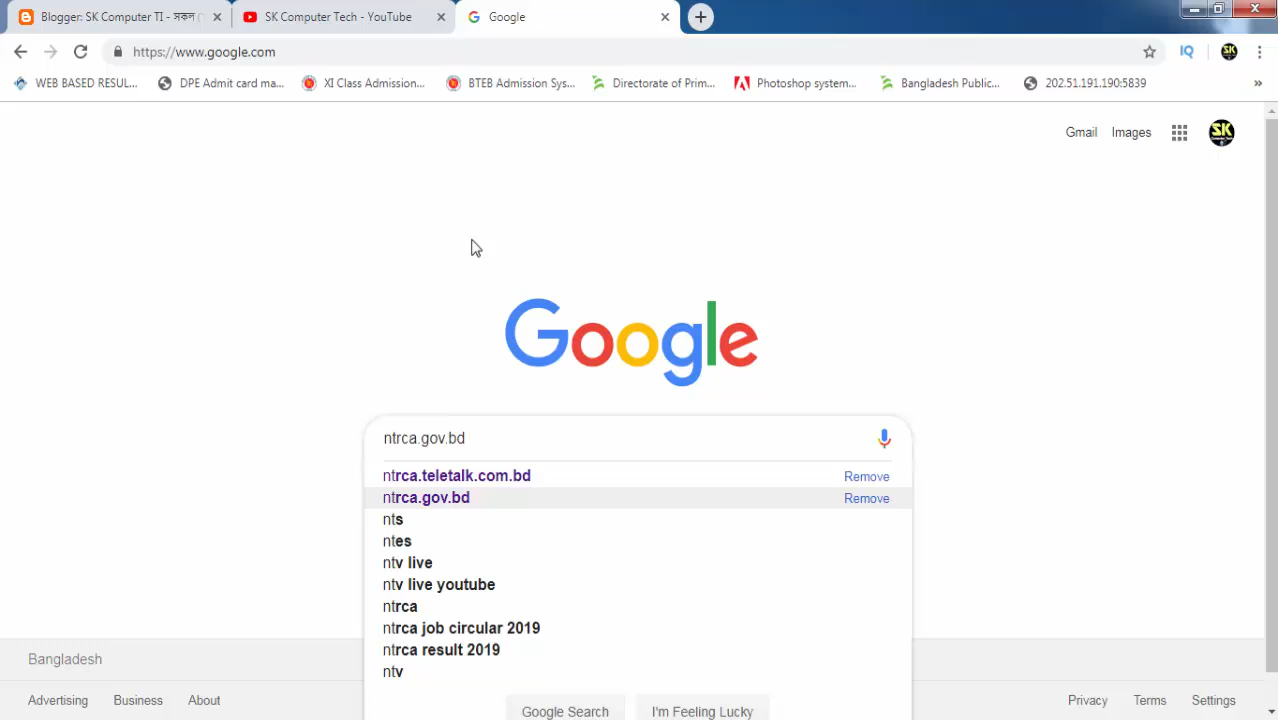 Blogger: SK Computer TI - সকল
SK Computer Tech - YouTube
Google
https://www.google.com
IQ
WEB BASED RESUL...
DPE Admit card ma...
XI Class Admission...
BTEB Admission Sys...
Directorate of Prim...
Photoshop system...
Bangladesh Public...
202.51.191.190:5839
»
Gmail
Images
SK
Google
ntrca.gov.bd
ntrca.teletalk.com.bd Remove
ntrca.gov.bd Remove
nts
ntes
ntv live
ntv live youtube
ntrca
ntrca job circular 2019
ntrca result 2019
ntv
Google Search
I'm Feeling Lucky
Bangladesh
Advertising
Business
About
Privacy
Terms
Settings